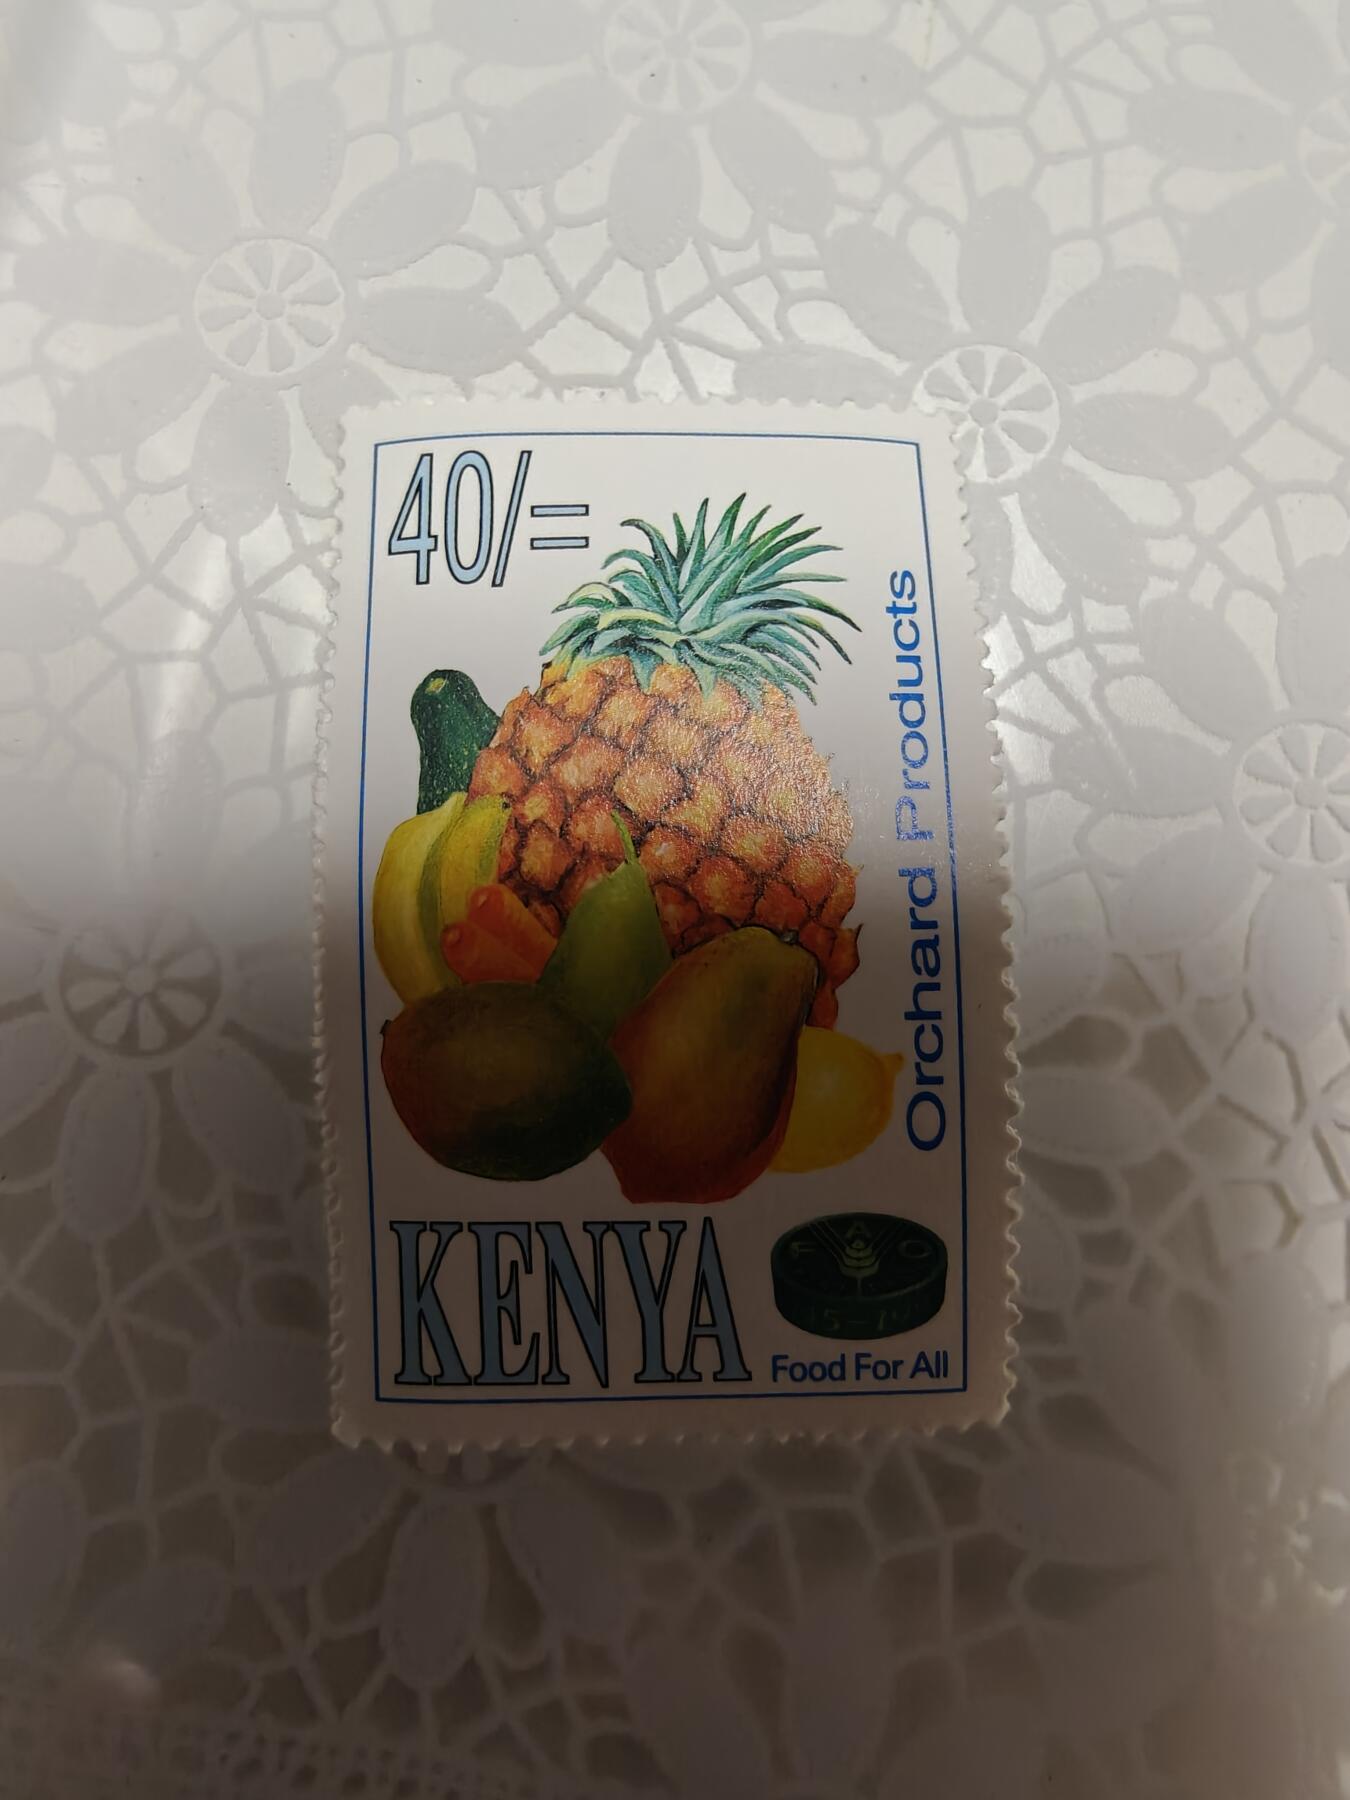 40/=
Orchard Products
KENYA
F A O
Food For All